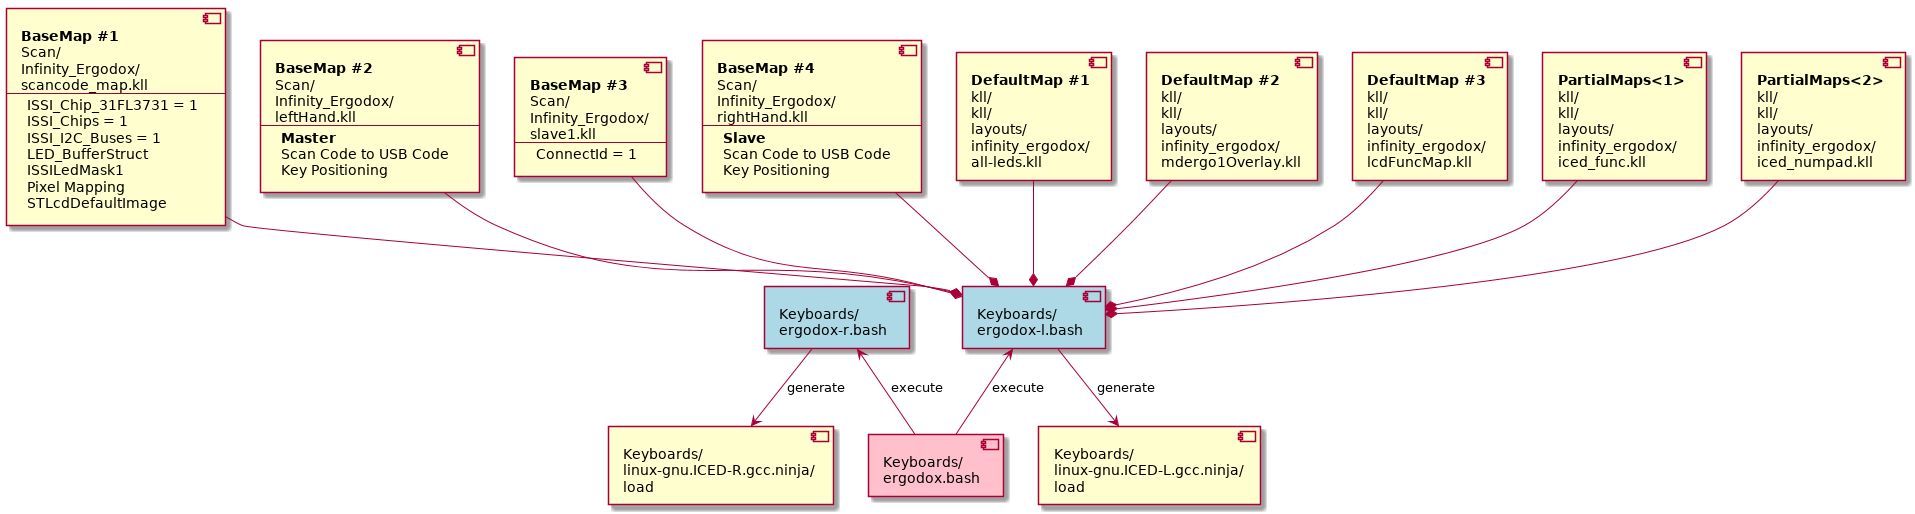 BaseMap #1
Scan/
Infinity_Ergodox/
scancode_map.kll
ISSI_Chip_31FL3731 = 1
ISSI_Chips = 1
ISSI_I2C_Buses = 1
LED_BufferStruct
ISSILedMask1
Pixel Mapping
STLcdDefaultImage
BaseMap #2
Scan/
Infinity_Ergodox/
leftHand.kll
Master
Scan Code to USB Code
Key Positioning
BaseMap #3
Scan/
Infinity_Ergodox/
slave1.kll
ConnectId = 1
BaseMap #4
Scan/
Infinity_Ergodox/
rightHand.kll
Slave
Scan Code to USB Code
Key Positioning
DefaultMap #1
kll/
kll/
layouts/
infinity_ergodox/
all-leds.kll
DefaultMap #2
kll/
kll/
layouts/
infinity_ergodox/
mdergo1Overlay.kll
DefaultMap #3
kll/
kll/
layouts/
infinity_ergodox/
lcdFuncMap.kll
PartialMaps<1>
kll/
kll/
layouts/
infinity_ergodox/
iced_func.kll
PartialMaps<2>
kll/
kll/
layouts/
infinity_ergodox/
iced_numpad.kll
Keyboards/
ergodox-r.bash
Keyboards/
ergodox-l.bash
generate
execute
execute
generate
Keyboards/
linux-gnu.ICED-R.gcc.ninja/
load
Keyboards/
ergodox.bash
Keyboards/
linux-gnu.ICED-L.gcc.ninja/
load